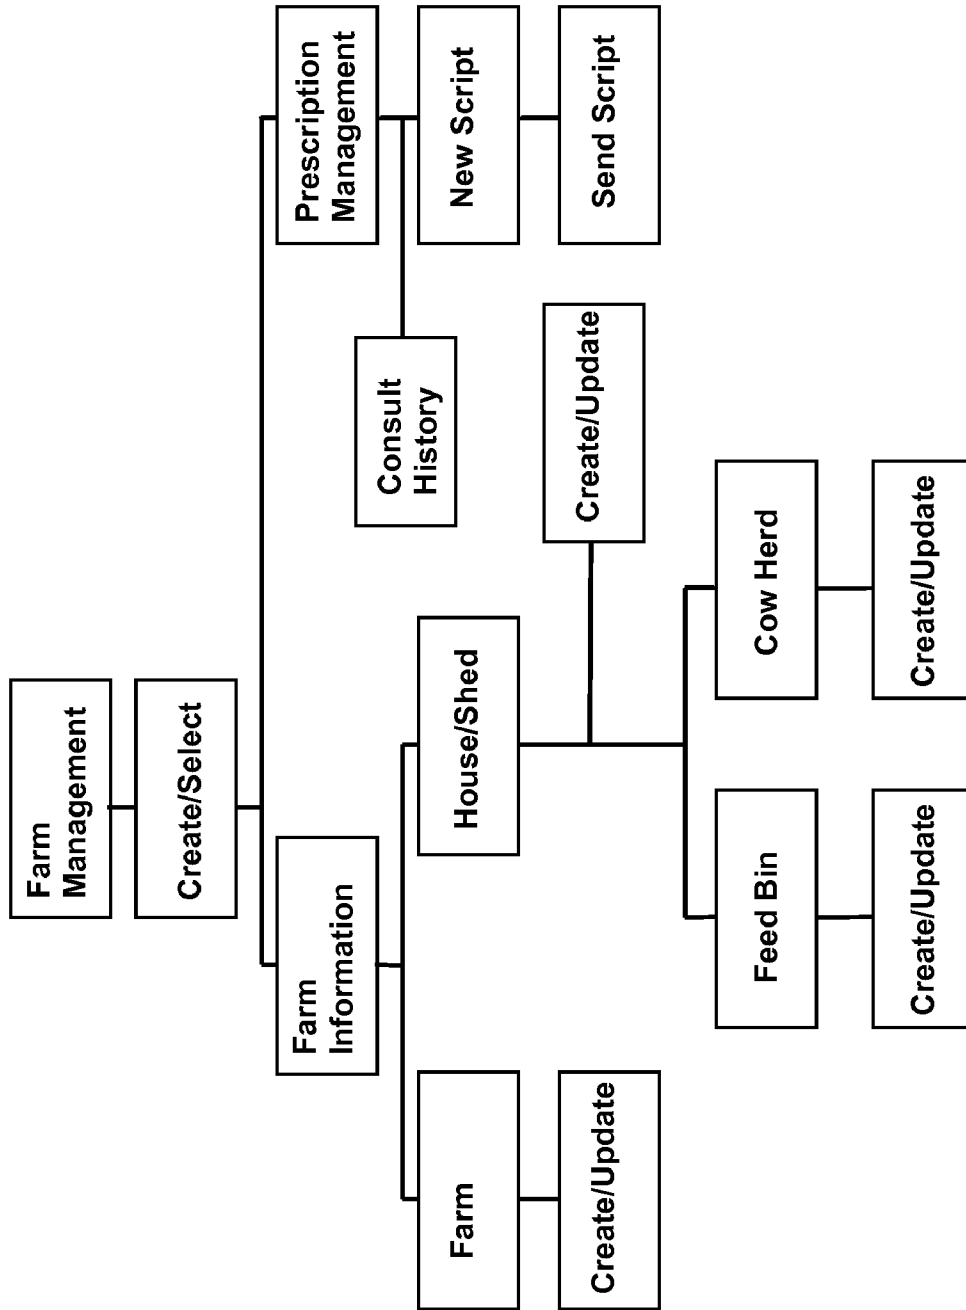 Farm
Management
Create/Select
Farm
Information
Prescription
Management
Consult
History
Farm
House/Shed
New Script
Create/Update
Create/Update
Send Script
Feed Bin
Cow Herd
Create/Update
Create/Update